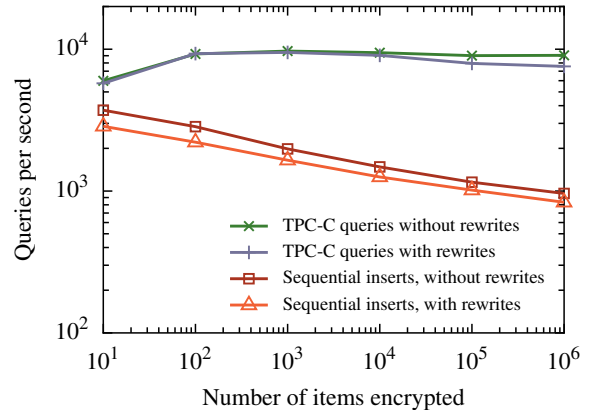 10^4
10^3
10^2
Queries per second
TPC-C queries without rewrites
TPC-C queries with rewrites
Sequential inserts, without rewrites
Sequential inserts, with rewrites
10^1 10^2 10^3 10^4 10^5 10^6
Number of items encrypted